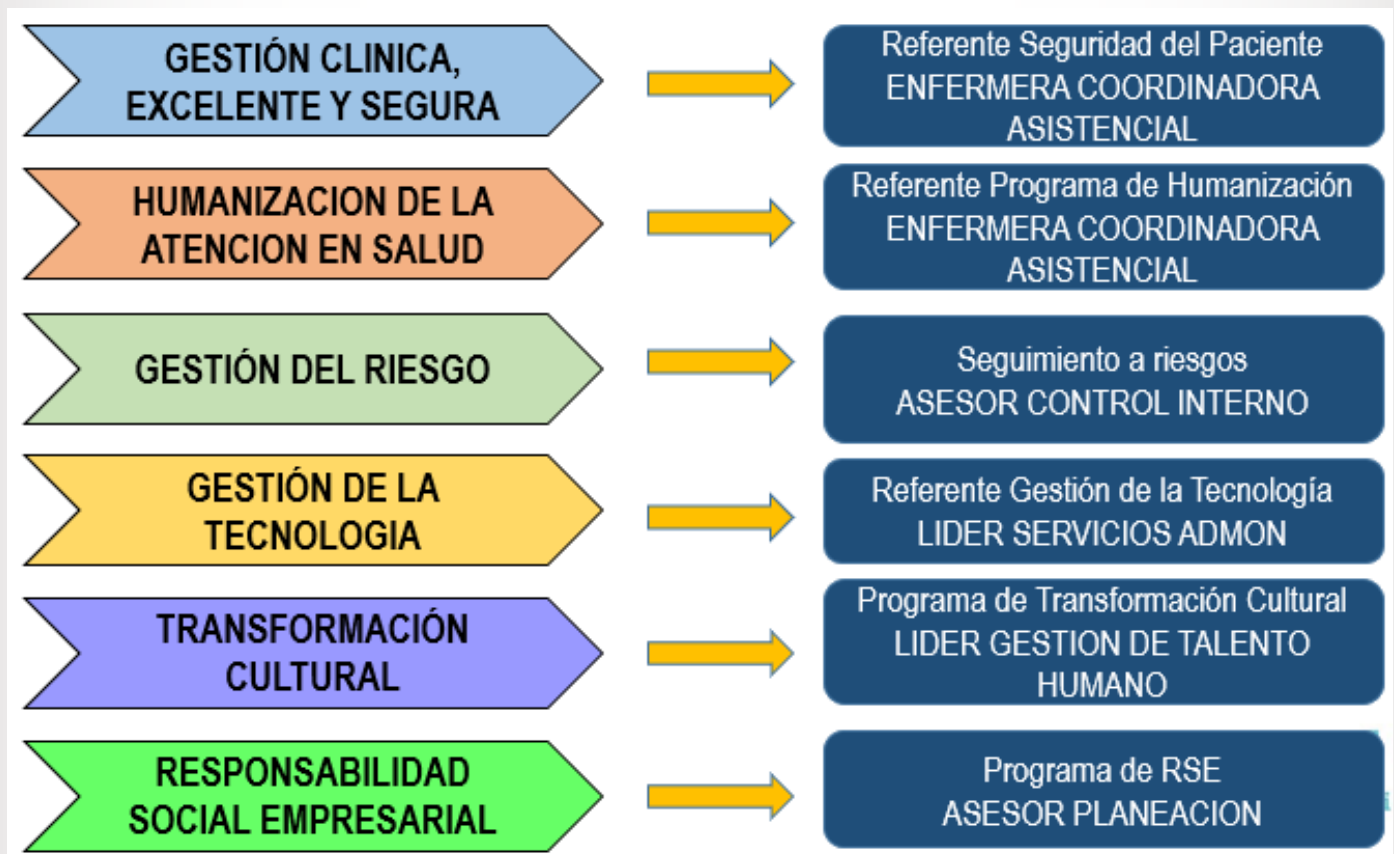 GESTIÓN CLINICA,
EXCELENTE Y SEGURA
Referente Seguridad del Paciente
ENFERMERA COORDINADORA
ASISTENCIAL
HUMANIZACION DE LA
ATENCION EN SALUD
Referente Programa de Humanización
ENFERMERA COORDINADORA
ASISTENCIAL
GESTIÓN DEL RIESGO
Seguimiento a riesgos
ASESOR CONTROL INTERNO
GESTIÓN DE LA
TECNOLOGIA
Referente Gestión de la Tecnología
LIDER SERVICIOS ADMON
TRANSFORMACIÓN
CULTURAL
Programa de Transformación Cultural
LIDER GESTION DE TALENTO
HUMANO
RESPONSABILIDAD
SOCIAL EMPRESARIAL
Programa de RSE
ASESOR PLANEACION